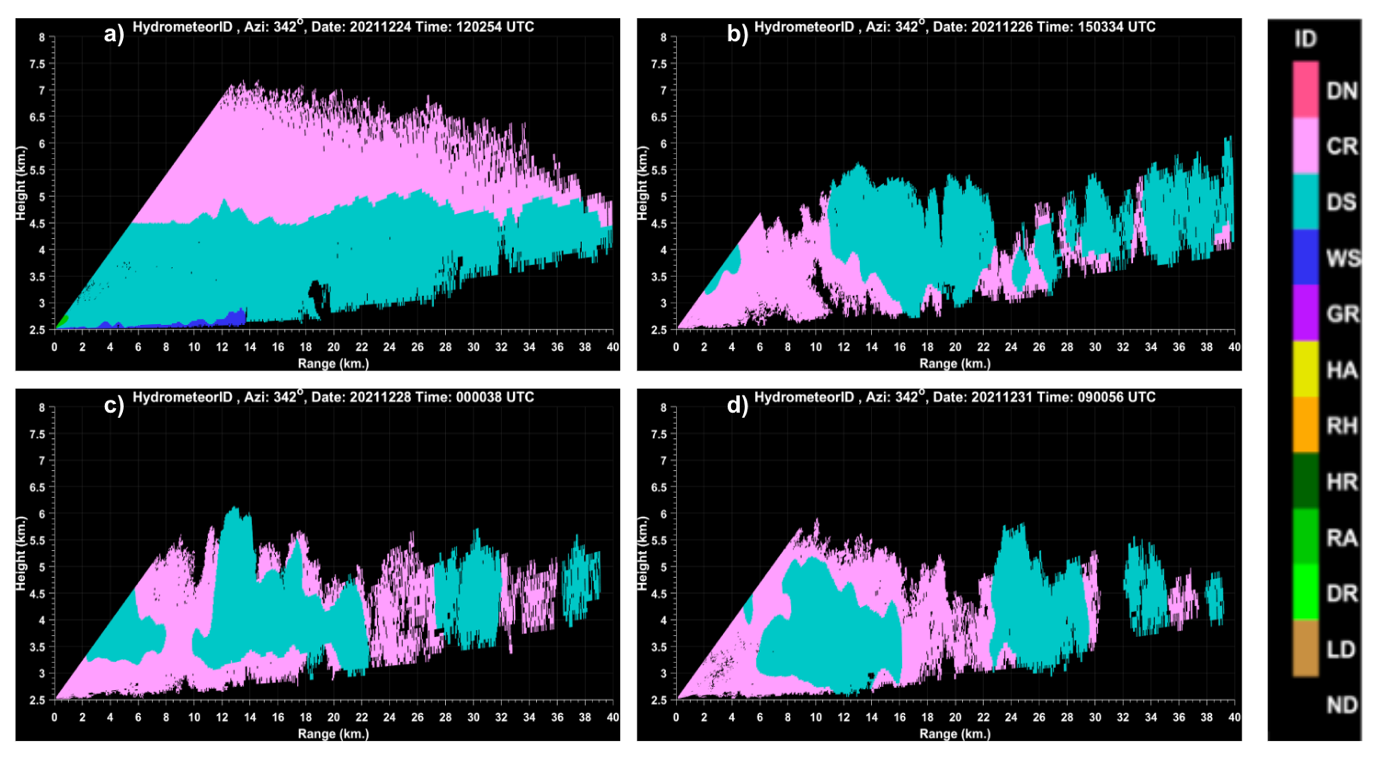 a) HydrometeorID , Azi: 342°, Date: 20211224 Time: 120254 UTC
8
7.5
7
6.5
6
5.5
5
4.5
4
3.5
3
2.5
Height (km.)
0 2 4 6 8 10 12 14 16 18 20 22 24 26 28 30 32 34 36 38 40
Range (km.)
b) HydrometeorID , Azi: 342°, Date: 20211226 Time: 150334 UTC
8
7.5
7
6.5
6
5.5
5
4.5
4
3.5
3
2.5
Height (km.)
0 2 4 6 8 10 12 14 16 18 20 22 24 26 28 30 32 34 36 38 40
Range (km.)
c) HydrometeorID , Azi: 342°, Date: 20211228 Time: 000038 UTC
8
7.5
7
6.5
6
5.5
5
4.5
4
3.5
3
2.5
Height (km.)
0 2 4 6 8 10 12 14 16 18 20 22 24 26 28 30 32 34 36 38 40
Range (km.)
d) HydrometeorID , Azi: 342°, Date: 20211231 Time: 090056 UTC
8
7.5
7
6.5
6
5.5
5
4.5
4
3.5
3
2.5
Height (km.)
0 2 4 6 8 10 12 14 16 18 20 22 24 26 28 30 32 34 36 38 40
Range (km.)
ID
DN
CR
DS
WS
GR
HA
RH
HR
RA
DR
LD
ND